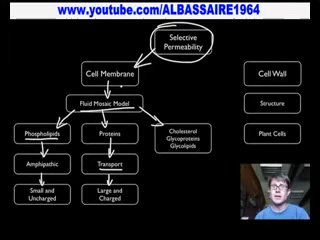 www.youtube.com/ALBASSAIRE1964
Selective
Permeability
Cell Membrane
Cell Wall
Fluid Mosaic Model
Structure
Phospholipids
Proteins
Cholesterol
Glycoproteins
Glycolipids
Plant Cells
Amphipathic
Transport
Small and
Uncharged
Large and
Charged